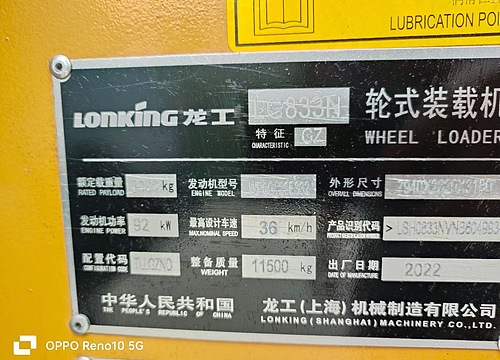 LUBRICATION POI
LONKING 龙工 833N 轮式装载机
特征 CHARACTERISTIC GZ WHEEL LOADER
额定载重量 RATED PAYLOAD kg 发动机型号 ENGINE MODEL 外形尺寸 OVERALL DIMENSIONS
发动机功率 ENGINE POWER 92 kW 最高设计车速 MAX.NOMINAL SPEED 36 km/h 产品识别代码
配置代码 CONFIGURATION CODE 整备质量 WEIGHT 11500 kg 出厂日期 DATE OF MANUFACTURE 2022
中华人民共和国 龙工(上海)机械制造有限公司
THE PEOPLE'S REPUBLIC OF CHINA LONKING (SHANGHAI) MACHINERY CO.,LTD
OPPO Reno10 5G